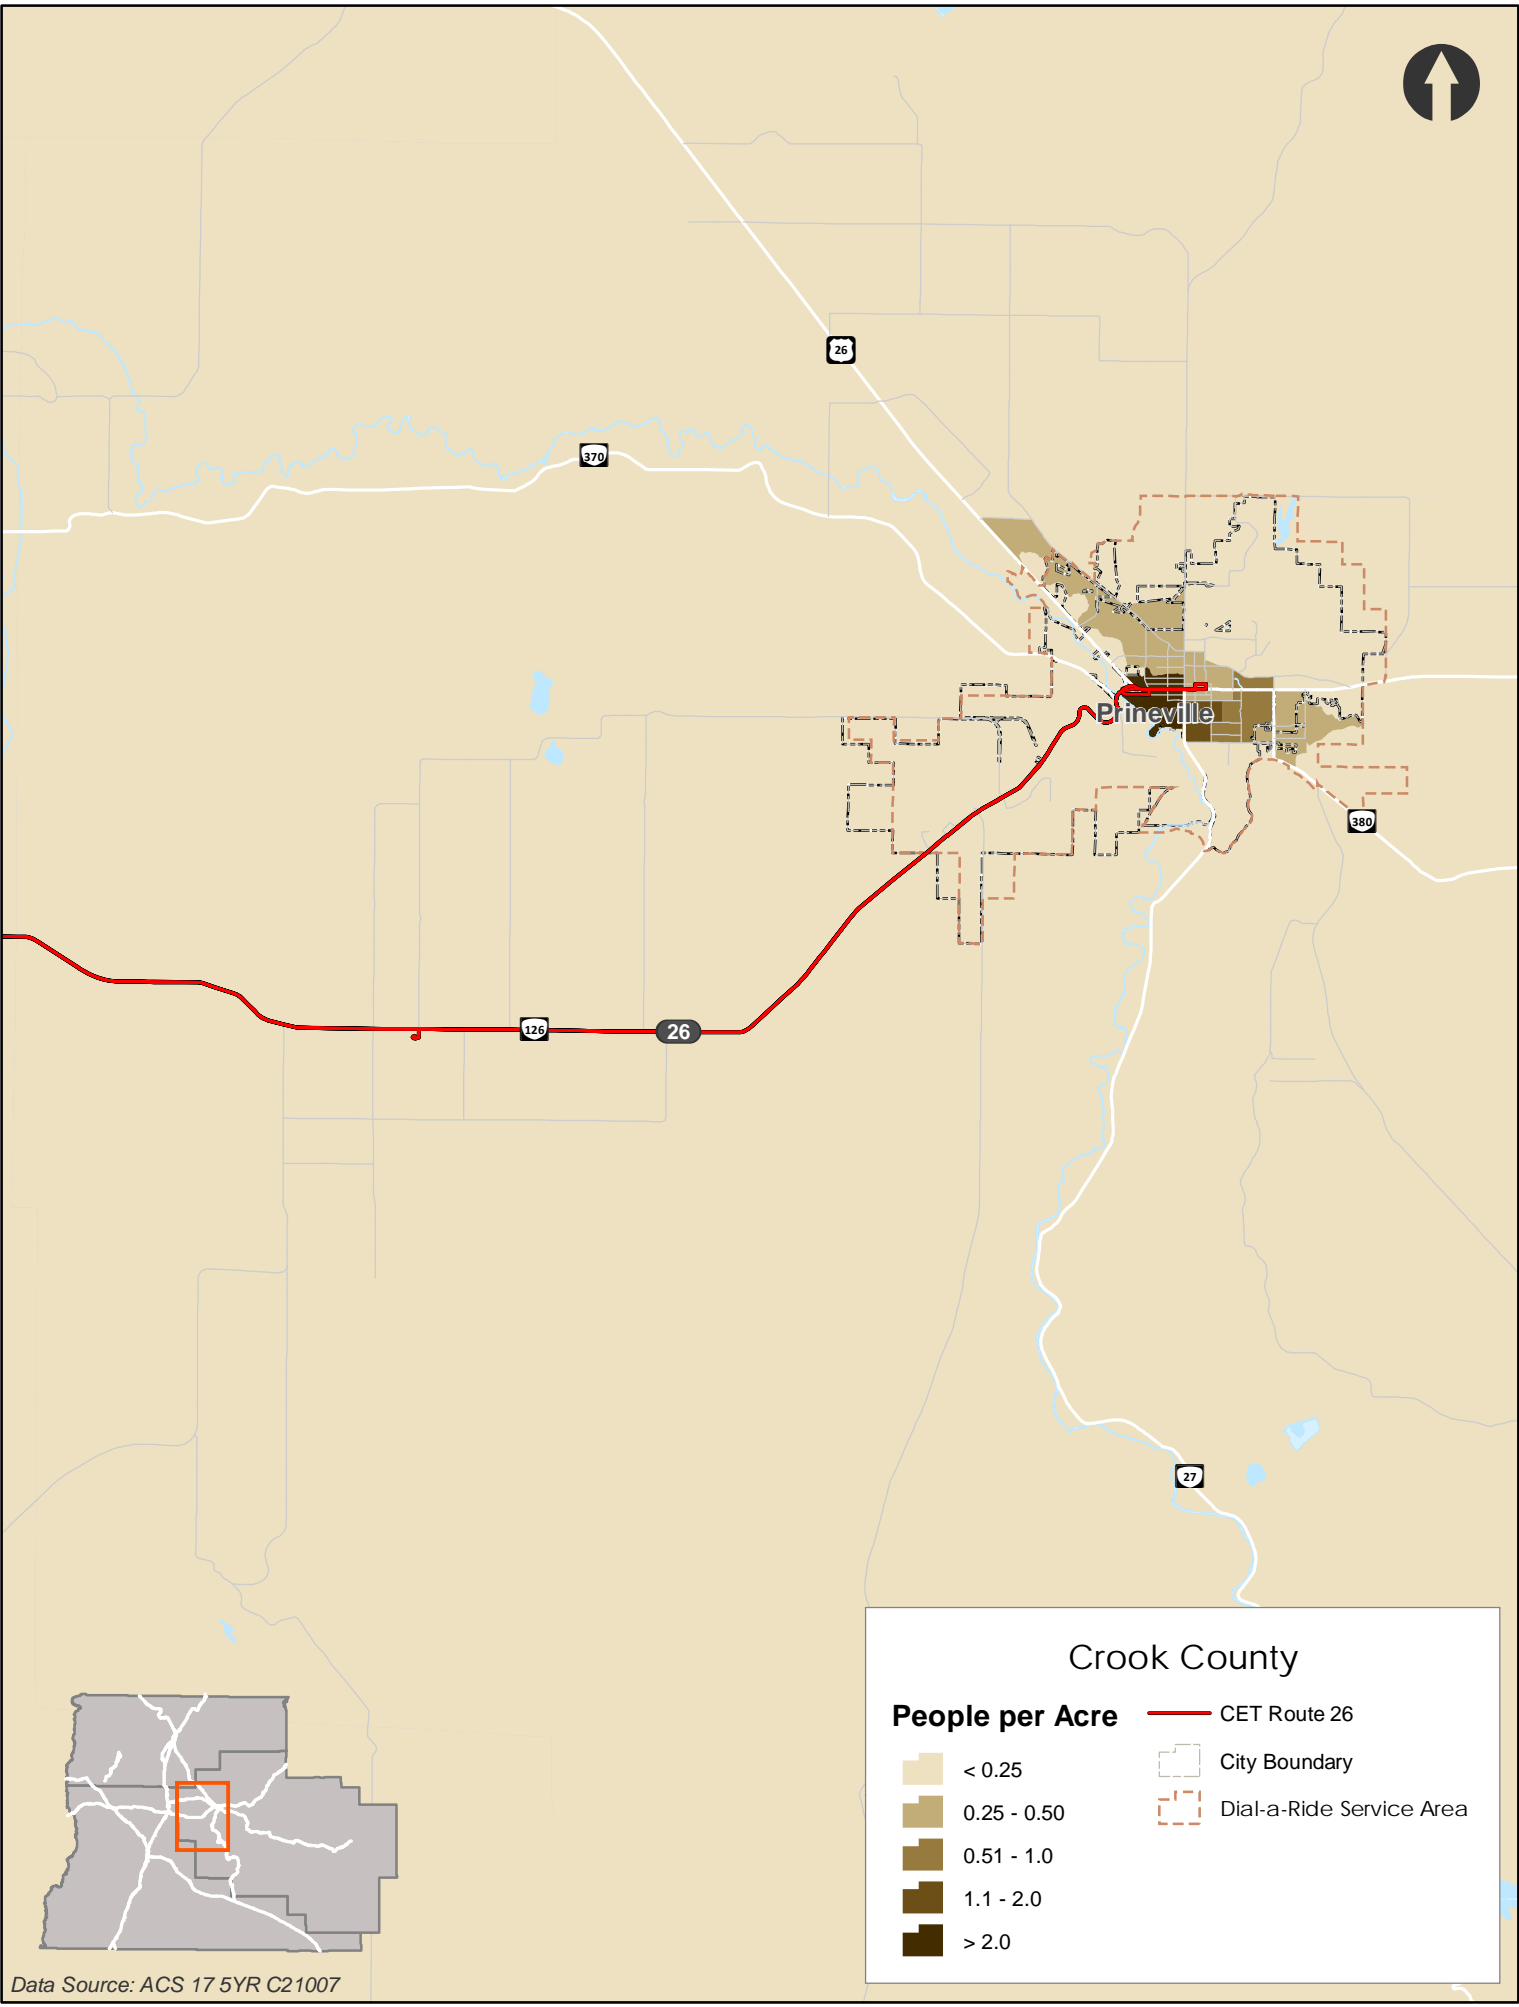 26
370
Prineville
380
126
26
27
Crook County
People per Acre
< 0.25
0.25 - 0.50
0.51 - 1.0
1.1 - 2.0
> 2.0
CET Route 26
City Boundary
Dial-a-Ride Service Area
Data Source: ACS 17 5YR C21007